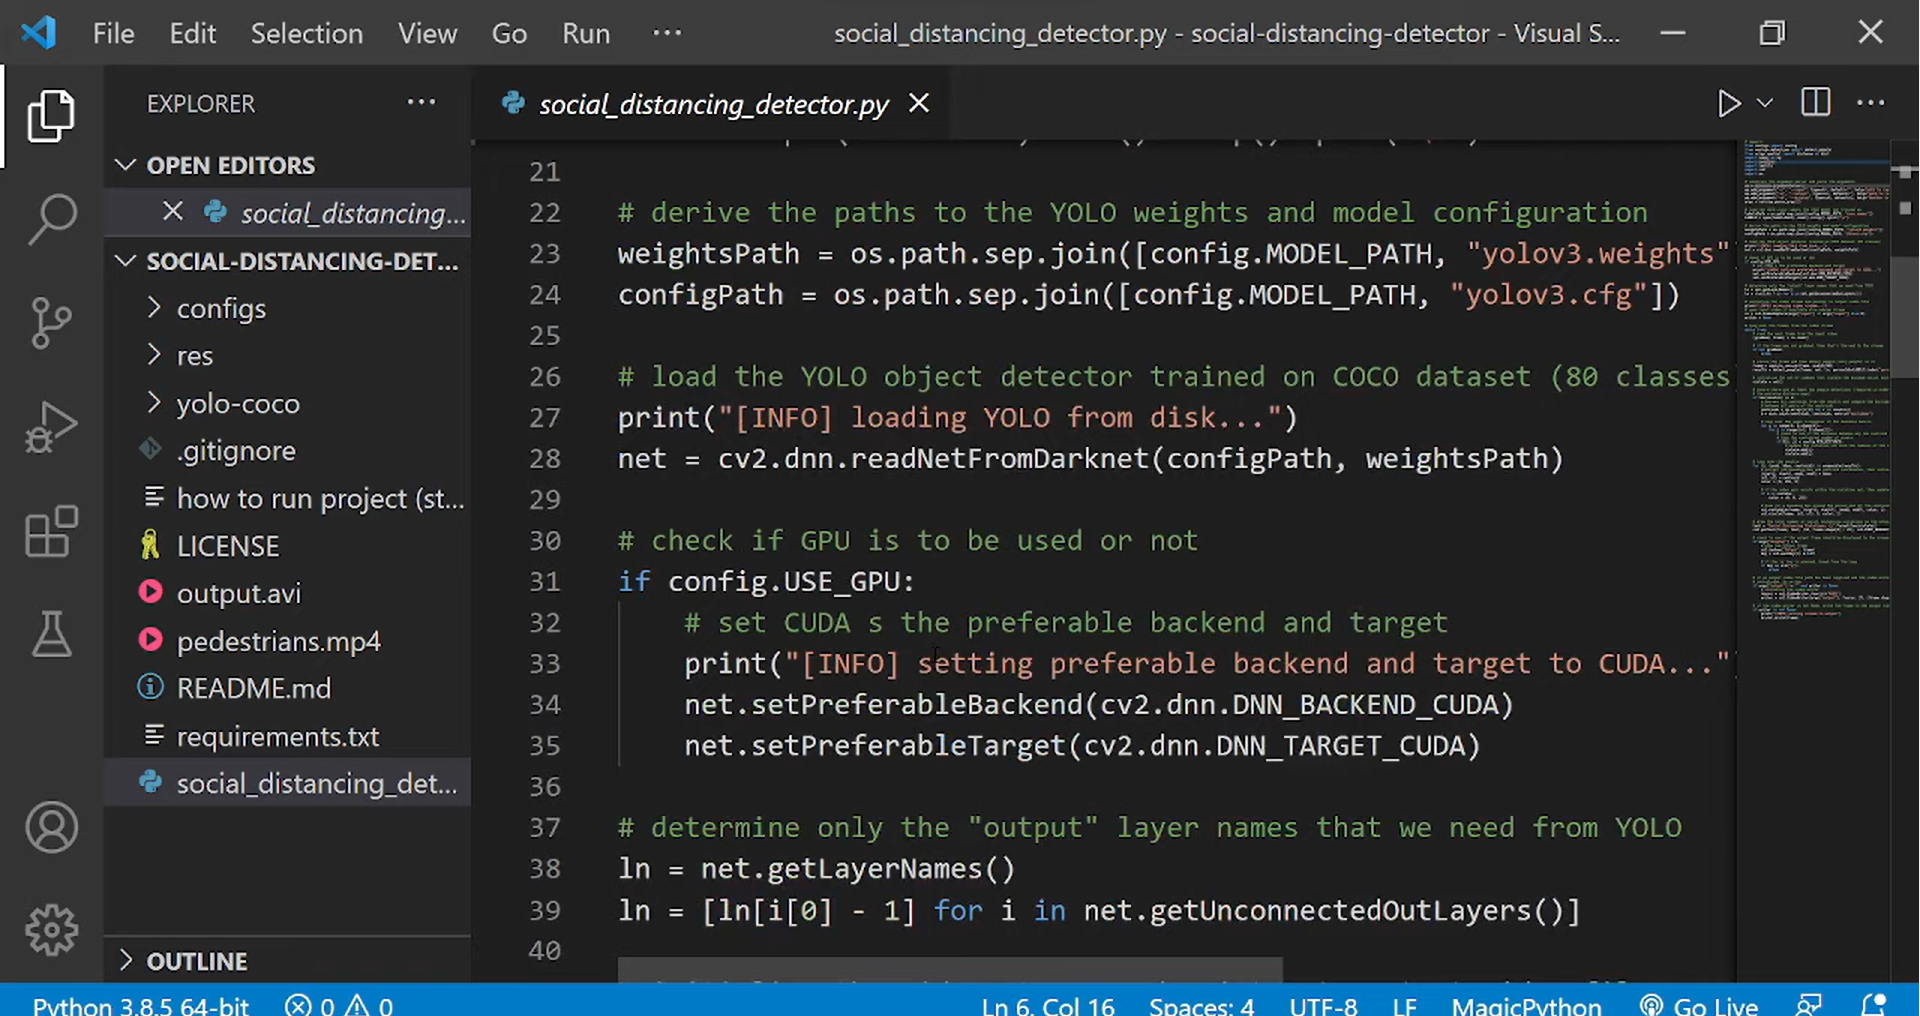 File Edit Selection View Go Run ··· social_distancing_detector.py - social-distancing-detector - Visual S...
EXPLORER ···
social_distancing_detector.py
OPEN EDITORS
social_distancing...
SOCIAL-DISTANCING-DET...
configs
res
yolo-coco
.gitignore
how to run project (st...
LICENSE
output.avi
pedestrians.mp4
README.md
requirements.txt
social_distancing_det...
OUTLINE
21
22 # derive the paths to the YOLO weights and model configuration
23 weightsPath = os.path.sep.join([config.MODEL_PATH, "yolov3.weights"
24 configPath = os.path.sep.join([config.MODEL_PATH, "yolov3.cfg"])
25
26 # load the YOLO object detector trained on COCO dataset (80 classes
27 print("[INFO] loading YOLO from disk...")
28 net = cv2.dnn.readNetFromDarknet(configPath, weightsPath)
29
30 # check if GPU is to be used or not
31 if config.USE_GPU:
32 # set CUDA s the preferable backend and target
33 print("[INFO] setting preferable backend and target to CUDA..."
34 net.setPreferableBackend(cv2.dnn.DNN_BACKEND_CUDA)
35 net.setPreferableTarget(cv2.dnn.DNN_TARGET_CUDA)
36
37 # determine only the "output" layer names that we need from YOLO
38 ln = net.getLayerNames()
39 ln = [ln[i[0] - 1] for i in net.getUnconnectedOutLayers()]
40
Python 3.8.5 64-bit 0 0 Ln 6, Col 16 Spaces: 4 UTF-8 LF MagicPython Go Live